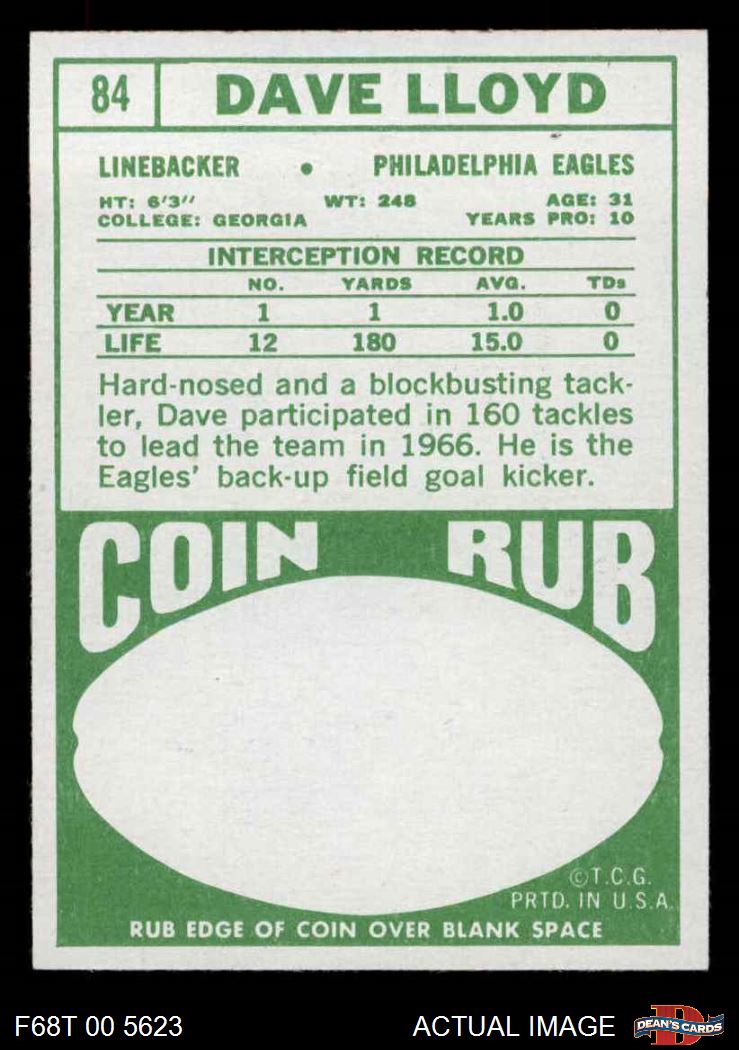 84 DAVE LLOYD
LINEBACKER • PHILADELPHIA EAGLES
HT: 6'3" WT: 248 AGE: 31
COLLEGE: GEORGIA YEARS PRO: 10
INTERCEPTION RECORD
NO. YARDS AVG. TDs
YEAR 1 1 1.0 0
LIFE 12 180 15.0 0
Hard-nosed and a blockbusting tack-
ler, Dave participated in 160 tackles
to lead the team in 1966. He is the
Eagles' back-up field goal kicker.
COIN RUB
©T.C.G.
PRTD. IN U.S.A.
RUB EDGE OF COIN OVER BLANK SPACE
F68T 00 5623 ACTUAL IMAGE D DEAN'S CARDS